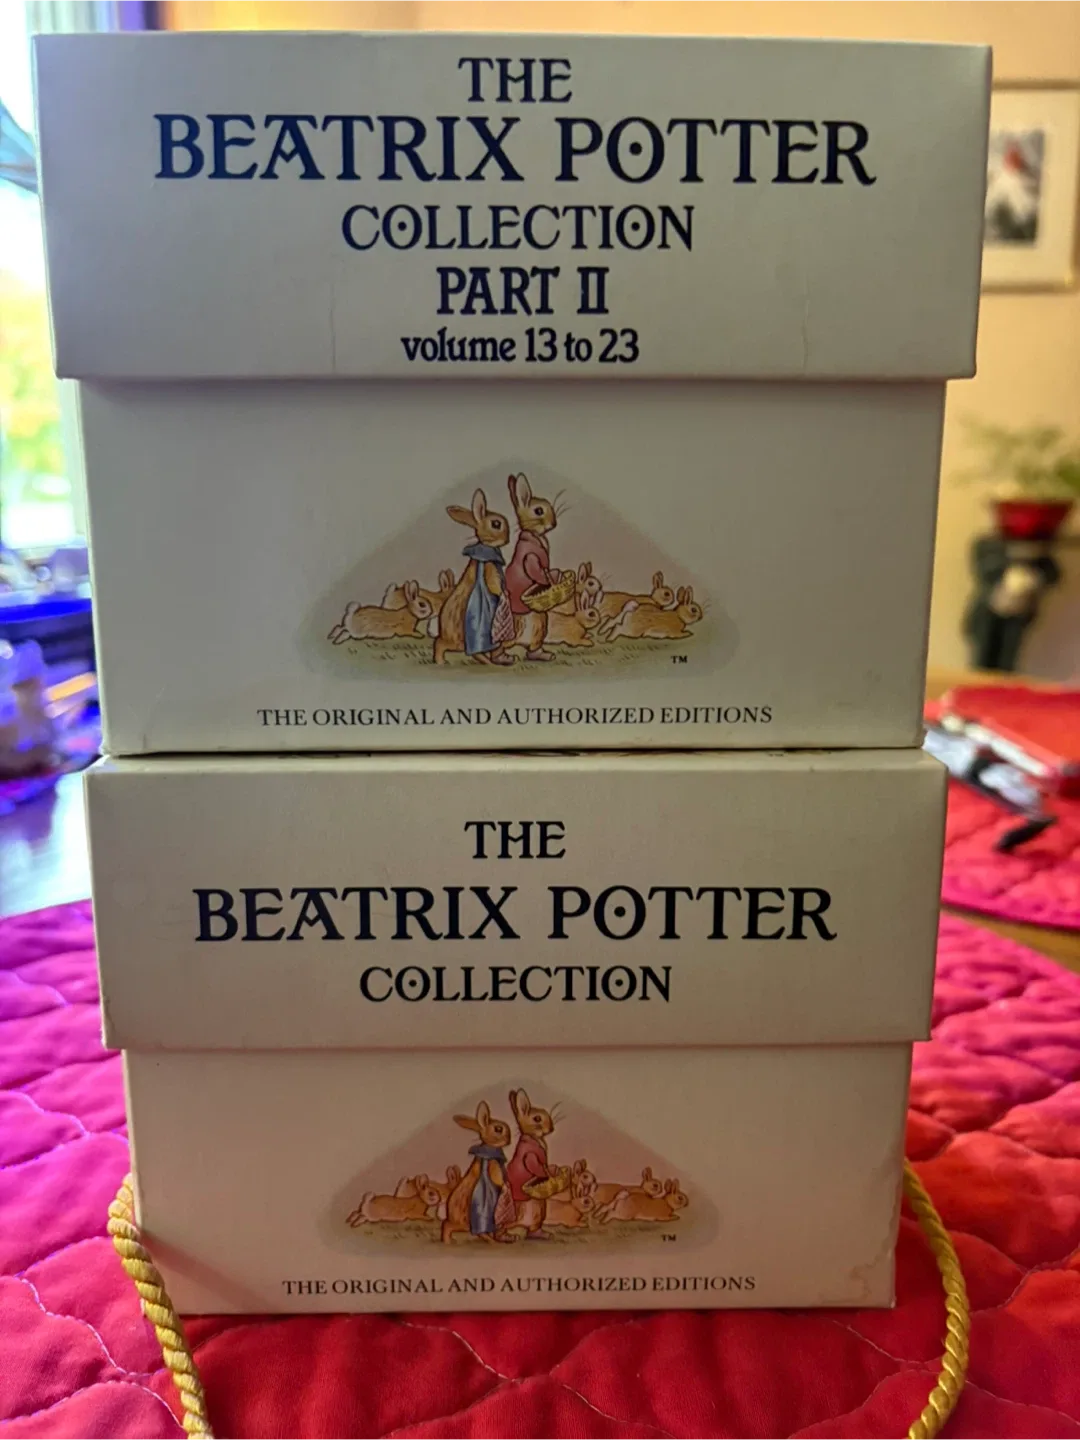 THE
BEATRIX POTTER
COLLECTION
PART II
volume 13 to 23
TM
THE ORIGINAL AND AUTHORIZED EDITIONS
THE
BEATRIX POTTER
COLLECTION
TM
THE ORIGINAL AND AUTHORIZED EDITIONS